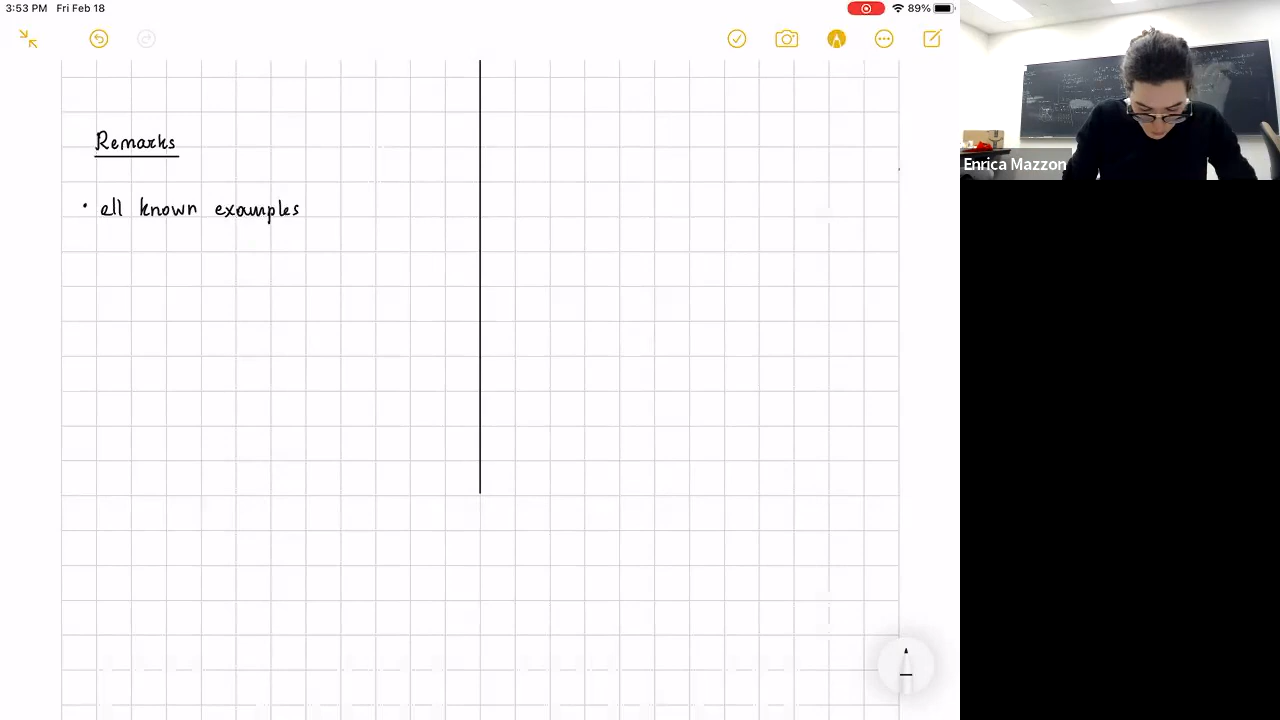 3:53 PM Fri Feb 18
89%
Remarks
• all known examples
Enrica Mazzon